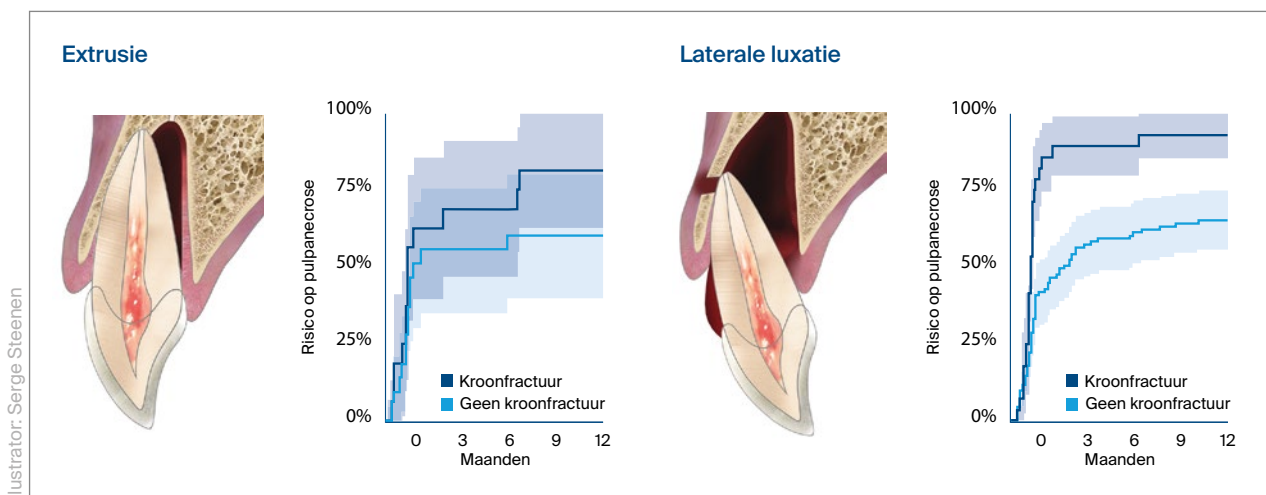 Extrusie
100%
75%
50%
25%
0%
Risico op pulpanecrose
Kroonfractuur
Geen kroonfractuur
0 3 6 9 12
Maanden
Laterale luxatie
100%
75%
50%
25%
0%
Risico op pulpanecrose
Kroonfractuur
Geen kroonfractuur
0 3 6 9 12
Maanden
lustrator: Serge Steenen